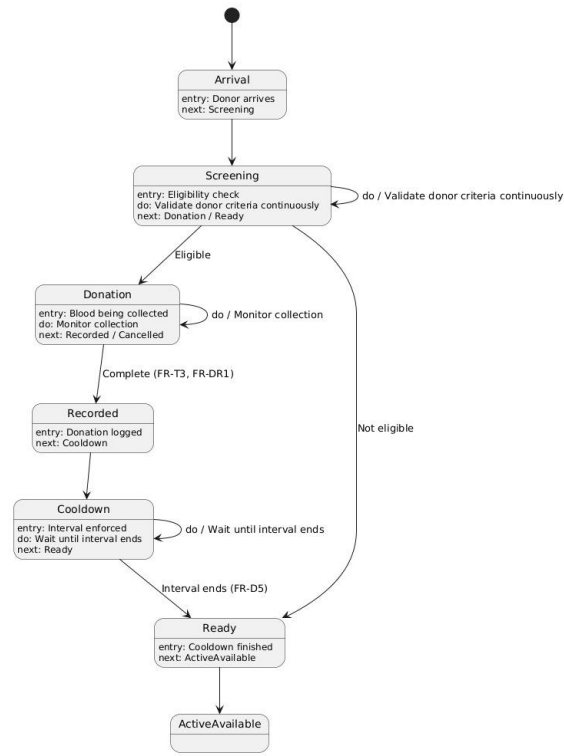 Arrival
entry: Donor arrives
next: Screening
Screening
entry: Eligibility check
do: Validate donor criteria continuously
next: Donation / Ready
do / Validate donor criteria continuously
Eligible
Donation
entry: Blood being collected
do: Monitor collection
next: Recorded / Cancelled
do / Monitor collection
Complete (FR-T3, FR-DR1)
Recorded
entry: Donation logged
next: Cooldown
Not eligible
Cooldown
entry: Interval enforced
do: Wait until interval ends
next: Ready
do / Wait until interval ends
Interval ends (FR-D5)
Ready
entry: Cooldown finished
next: ActiveAvailable
ActiveAvailable